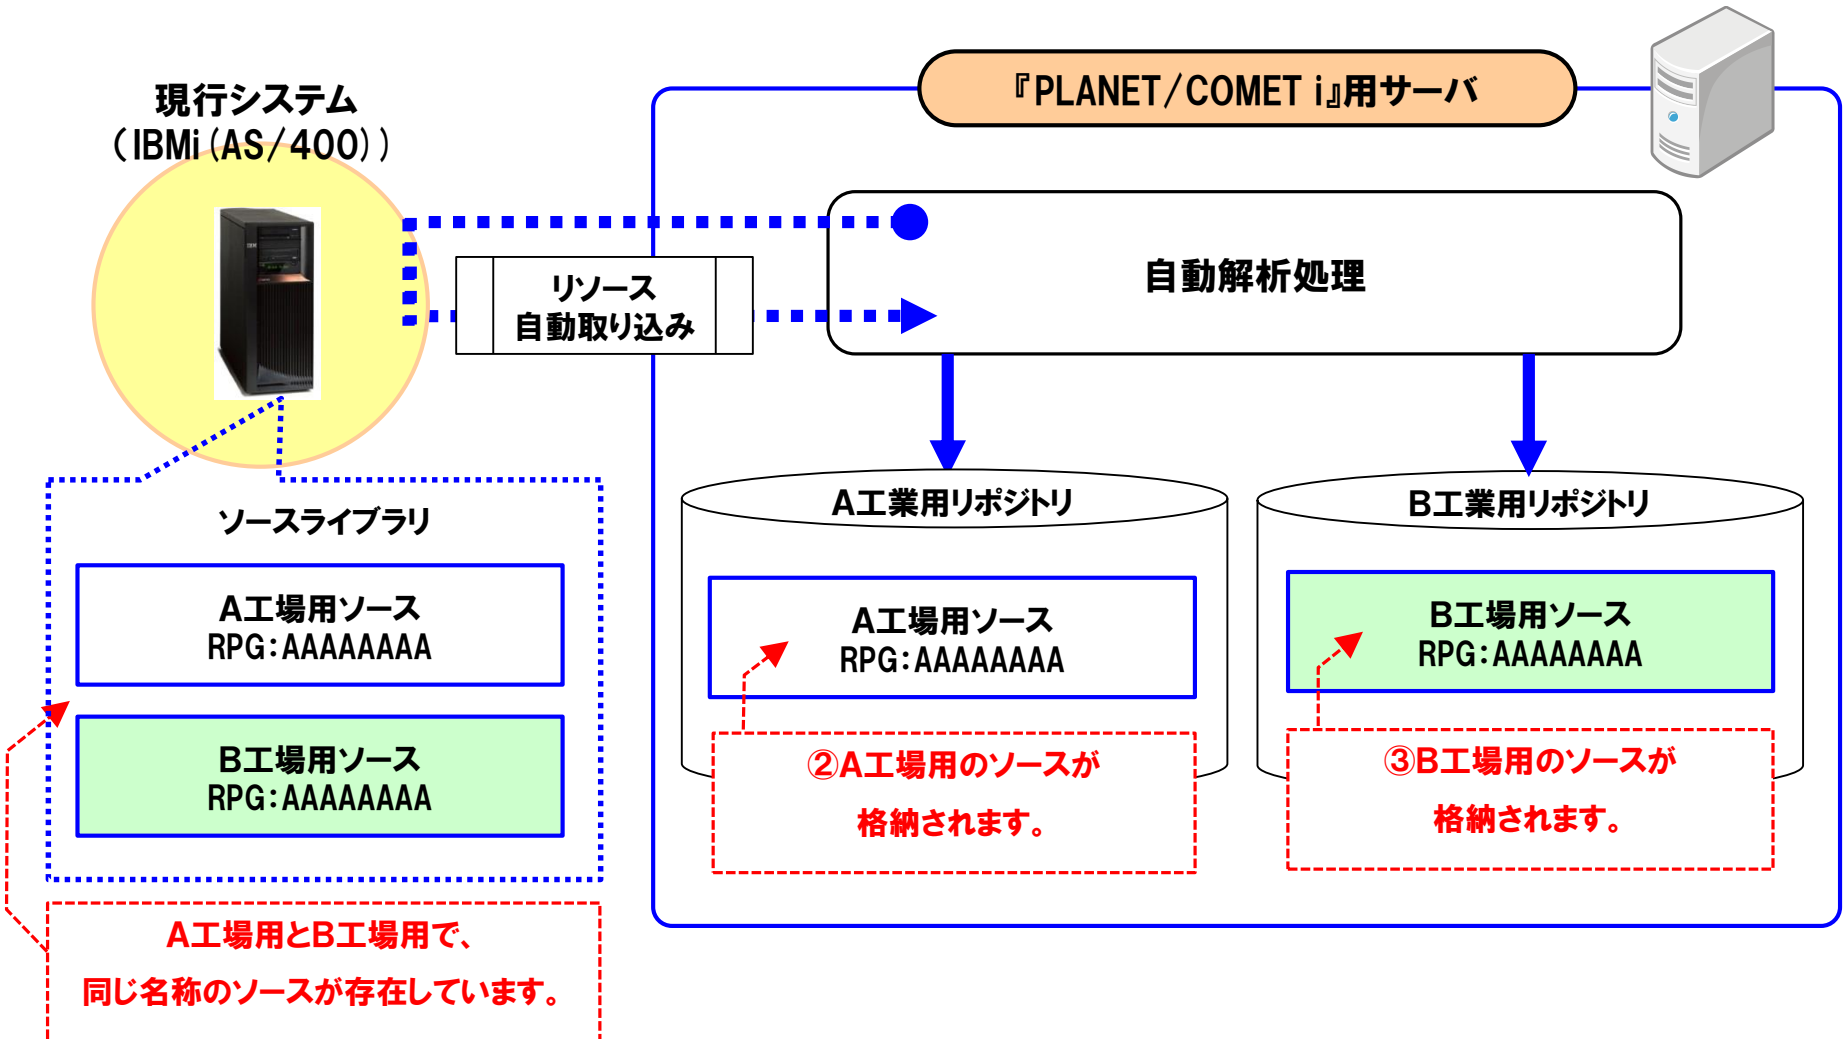 『PLANET/COMET i』用サーバ
現行システム
(IBMi(AS/400))
自動解析処理
リソース
自動取り込み
ソースライブラリ
A工場用ソース
RPG:AAAAAAAA
B工場用ソース
RPG:AAAAAAAA
A工業用リポジトリ
A工場用ソース
RPG:AAAAAAAA
②A工場用のソースが
格納されます。
B工業用リポジトリ
B工場用ソース
RPG:AAAAAAAA
③B工場用のソースが
格納されます。
A工場用とB工場用で、
同じ名称のソースが存在しています。